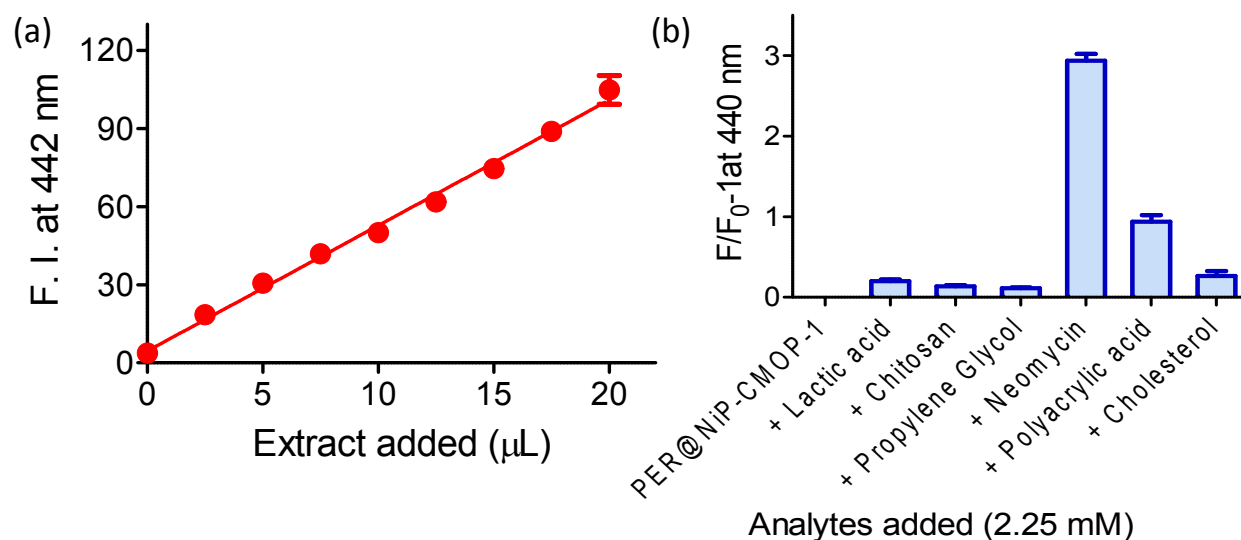 (a)
F. I. at 442 nm
120
90
60
30
0
0 5 10 15 20
Extract added (μL)
(b)
F/F₀-1at 440 nm
3
2
1
0
PER@NiP-CMOP-1
+ Lactic acid
+ Chitosan
+ Propylene Glycol
+ Neomycin
+ Polyacrylic acid
+ Cholesterol
Analytes added (2.25 mM)